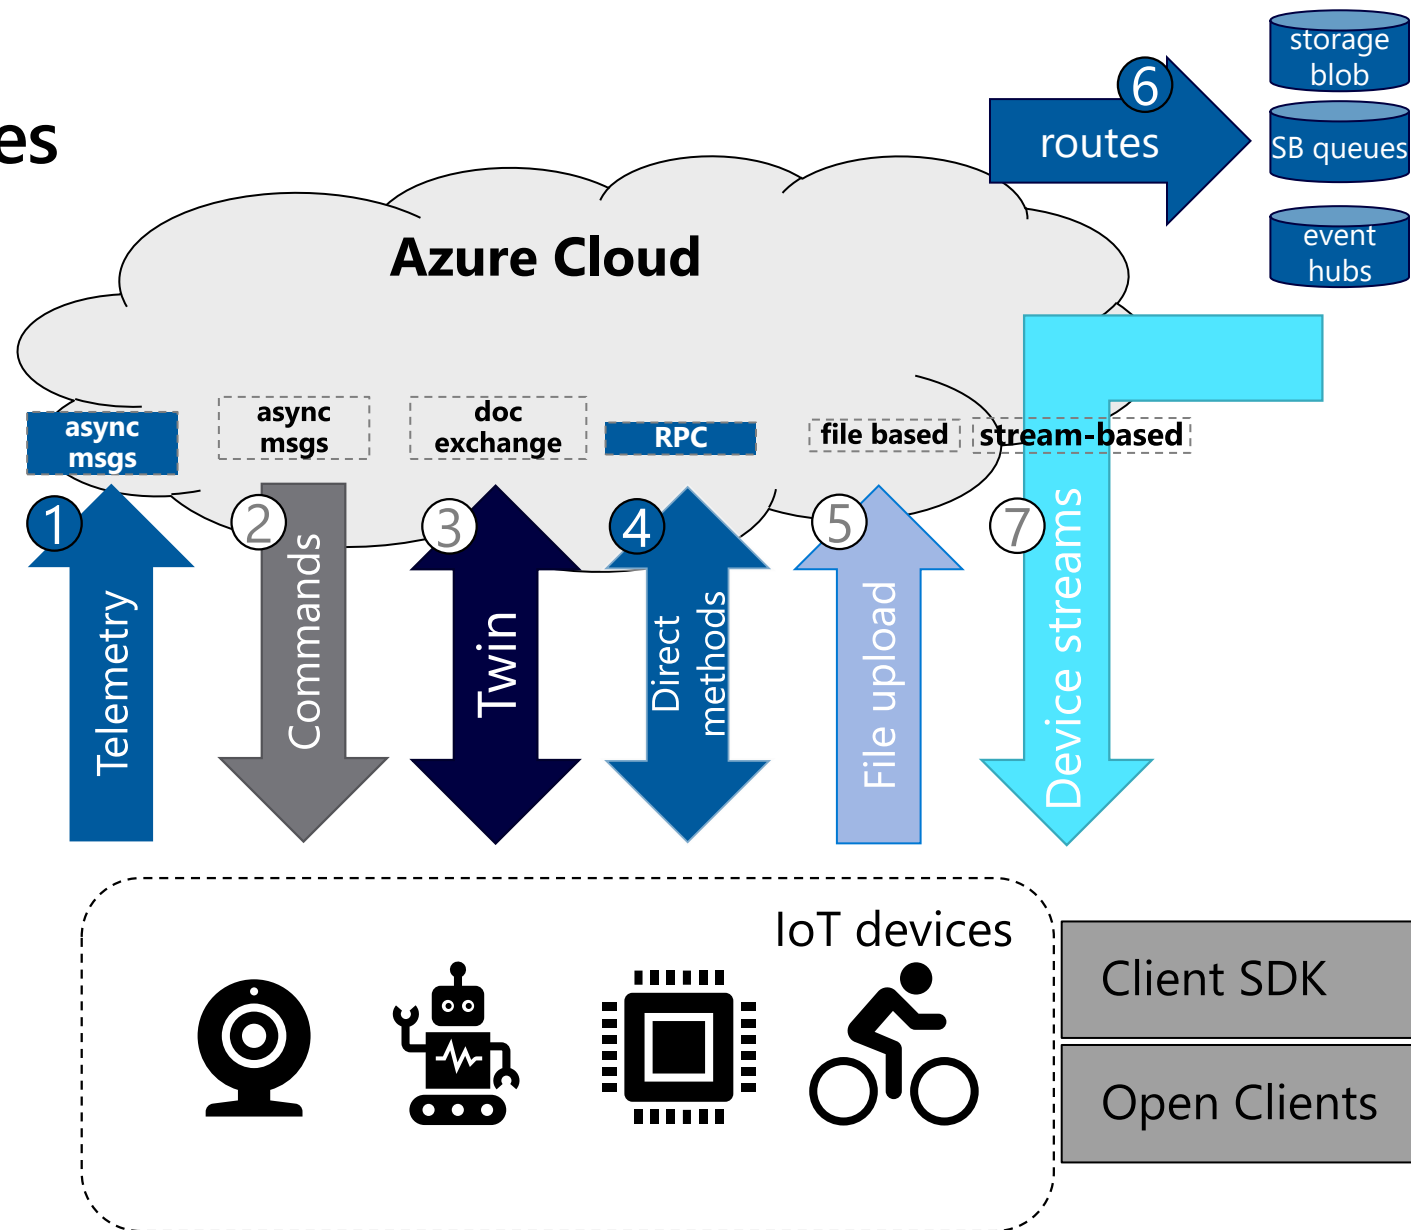 es
Azure Cloud
6
routes
storage
blob
SB queues
event
hubs
async
msgs
async
msgs
doc
exchange
RPC
file based
stream-based
1
Telemetry
2
Commands
3
Twin
4
Direct
methods
5
File upload
7
Device streams
IoT devices
Client SDK
Open Clients